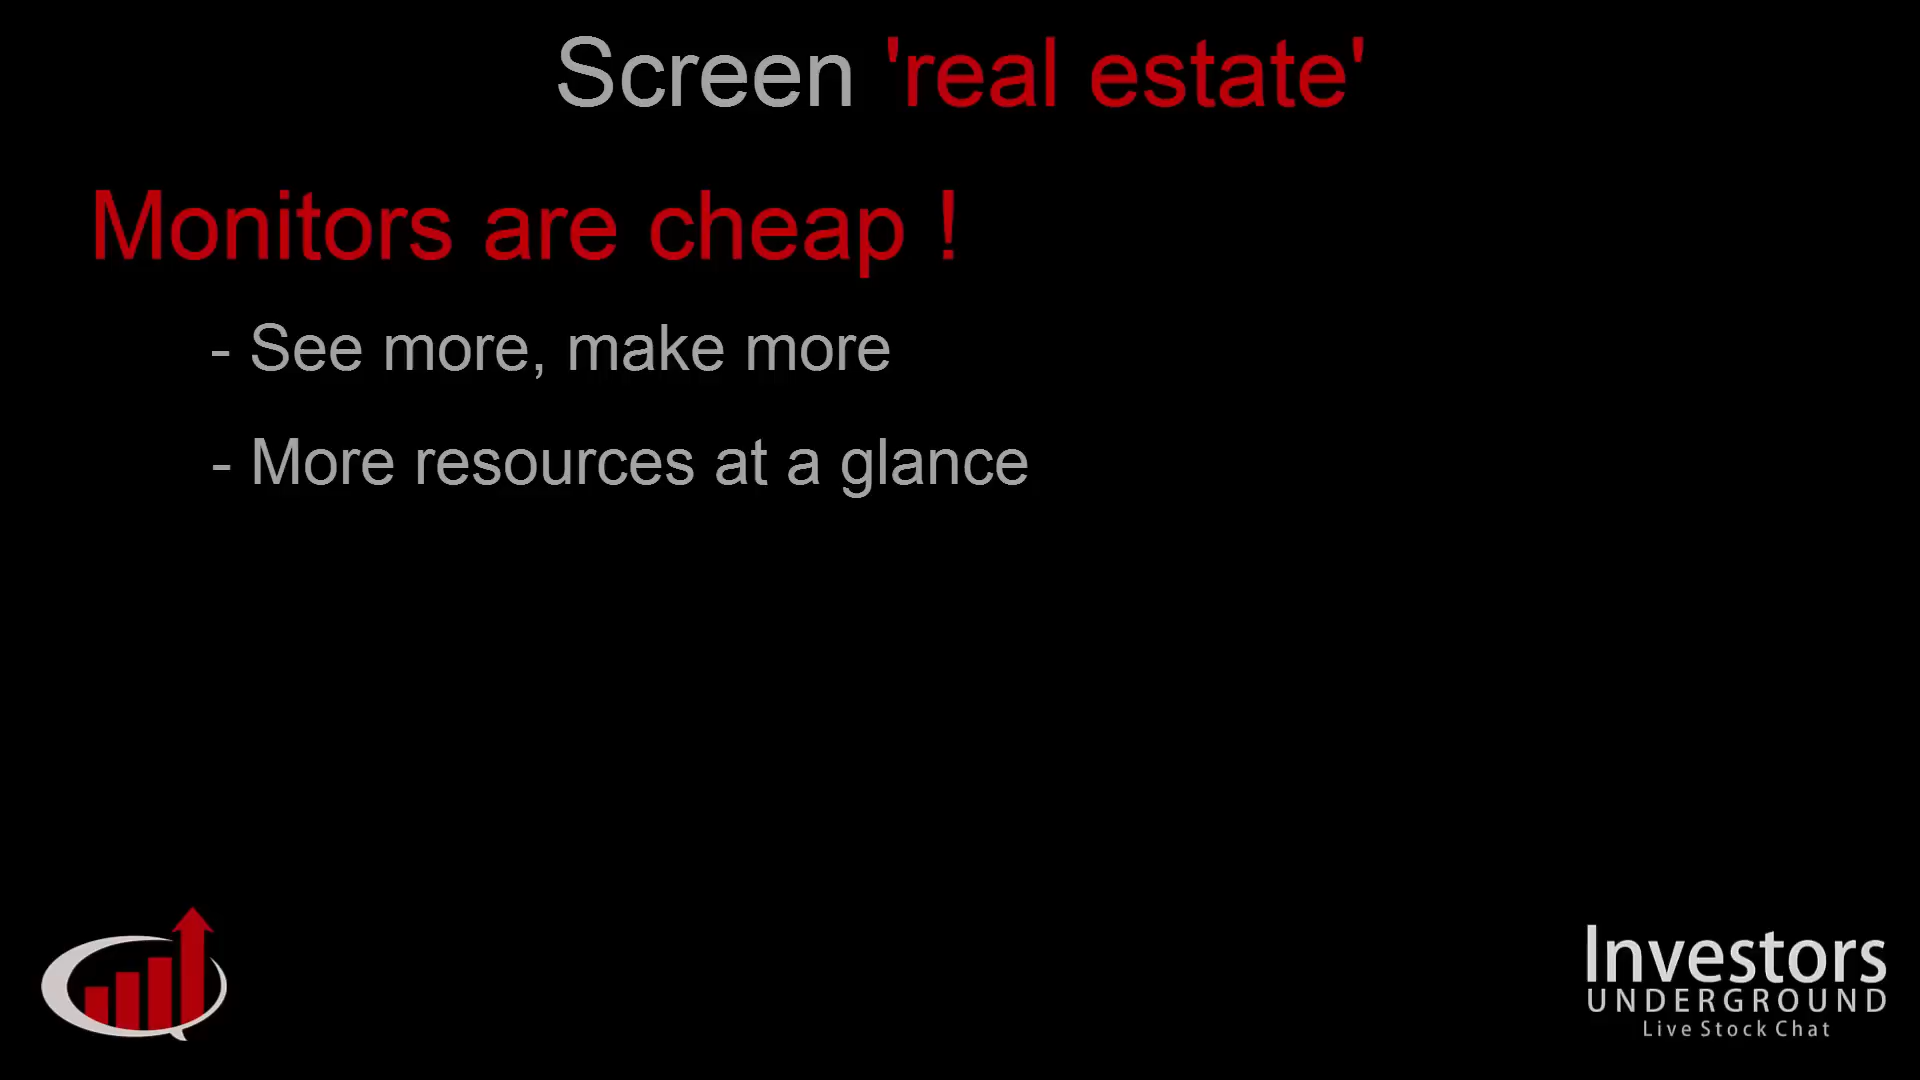 Screen 'real estate'
Monitors are cheap !
- See more, make more
- More resources at a glance
Investors
UNDERGROUND
Live Stock Chat